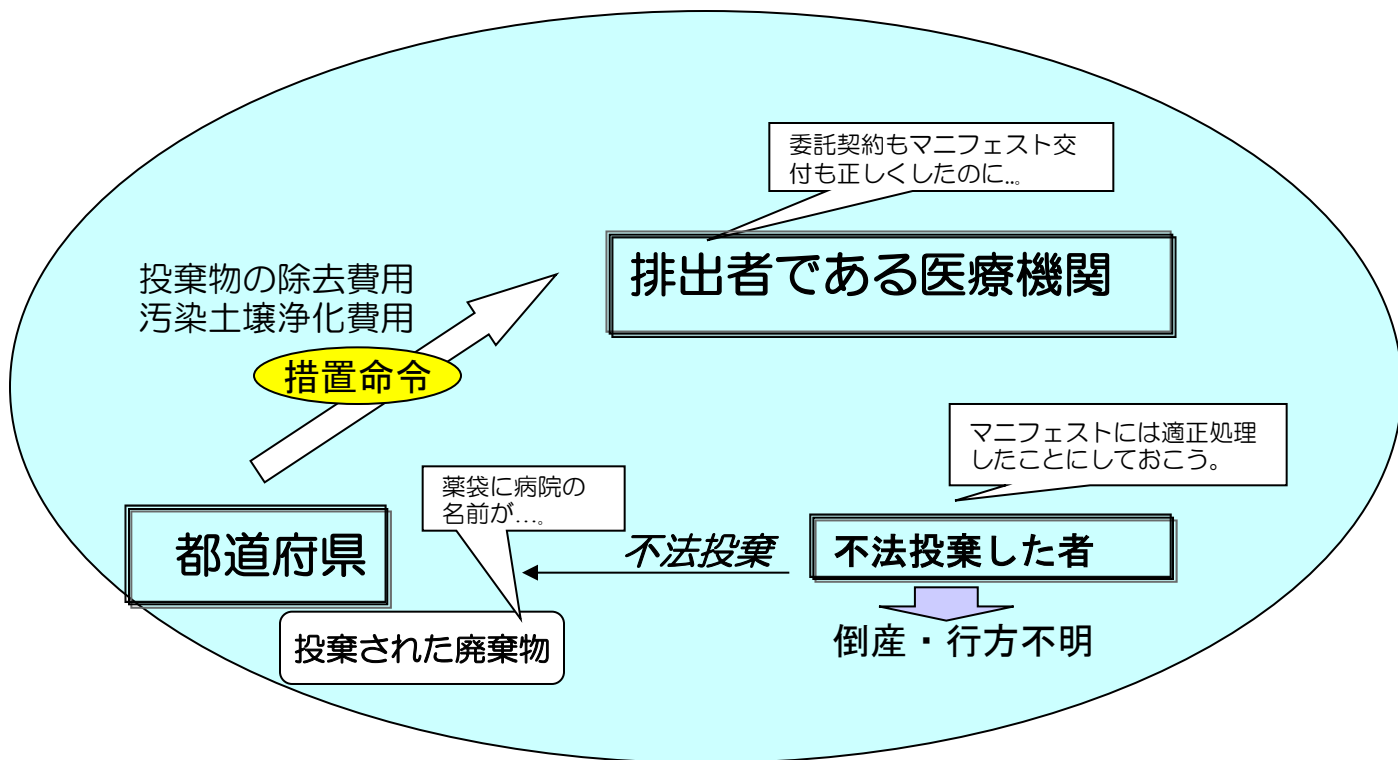 委託契約もマニフェスト交
付も正しくしたのに..。
排出者である医療機関
投棄物の除去費用
汚染土壌浄化費用
措置命令
マニフェストには適正処理
したことにしておこう。
薬袋に病院の
名前が…。
都道府県
不法投棄
不法投棄した者
投棄された廃棄物
倒産・行方不明